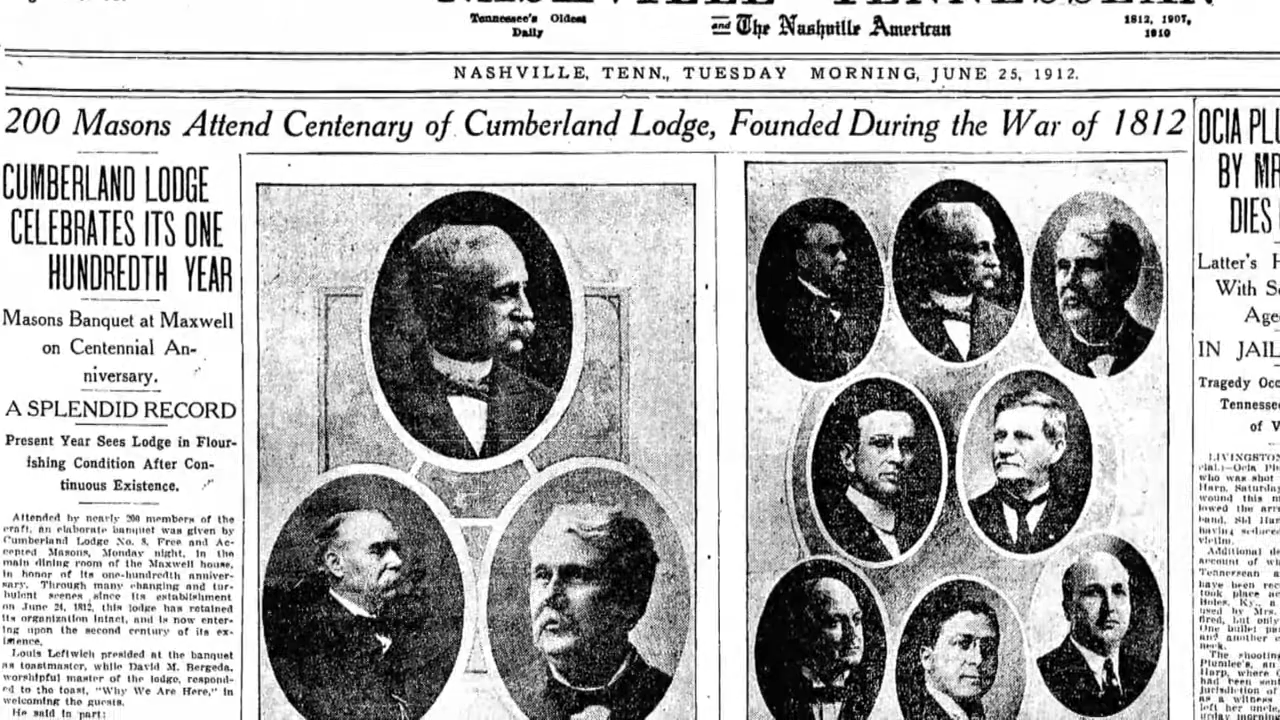 Tennessee's Oldest
Daily
and The Nashville American
1812, 1907,
1910
NASHVILLE, TENN., TUESDAY MORNING, JUNE 25, 1912.
200 Masons Attend Centenary of Cumberland Lodge, Founded During the War of 1812
CUMBERLAND LODGE
CELEBRATES ITS ONE
HUNDREDTH YEAR
Masons Banquet at Maxwell
on Centennial An-
niversary.
A SPLENDID RECORD
Present Year Sees Lodge in Flour-
ishing Condition After Con-
tinuous Existence.
Attended by nearly 200 members of the
craft, an elaborate banquet was given by
Cumberland Lodge No. 8, Free and Ac-
cepted Masons, Monday night, in the
main dining room of the Maxwell house,
in honor of its one-hundredth anniver-
sary. Through many changing and tur-
bulent scenes since its establishment
on June 24, 1812, this lodge has retained
its organization intact, and is now enter-
ing upon the second century of its ex-
istence.
Louis Leftwich presided at the banquet
as toastmaster, while David M. Bergeda,
worshipful master of the lodge, respond-
ed to the toast, "Why We Are Here," in
welcoming the guests.
He said in part:
OCIA PLU
BY MR
DIES
Latter's H
With S
Age
IN JAIL
Tragedy Occ
Tennesse
of V
LIVINGSTON
cial.)—Ocia Pl
who was shot
Harp, Saturday
wound this m
lowed the arr
band, Sid Har
having seduced
victim.
Additional de
account of wh
Tennessean a
have been rec
took place ac
Holes, Ky., a
used by Mrs.
fired, but only
One bullet pa
and another e
neck.
The shooting
Plumlee's, an
Harp, where O
had been sent
jurisdiction of
as a witness
left her uncle,
urday morning